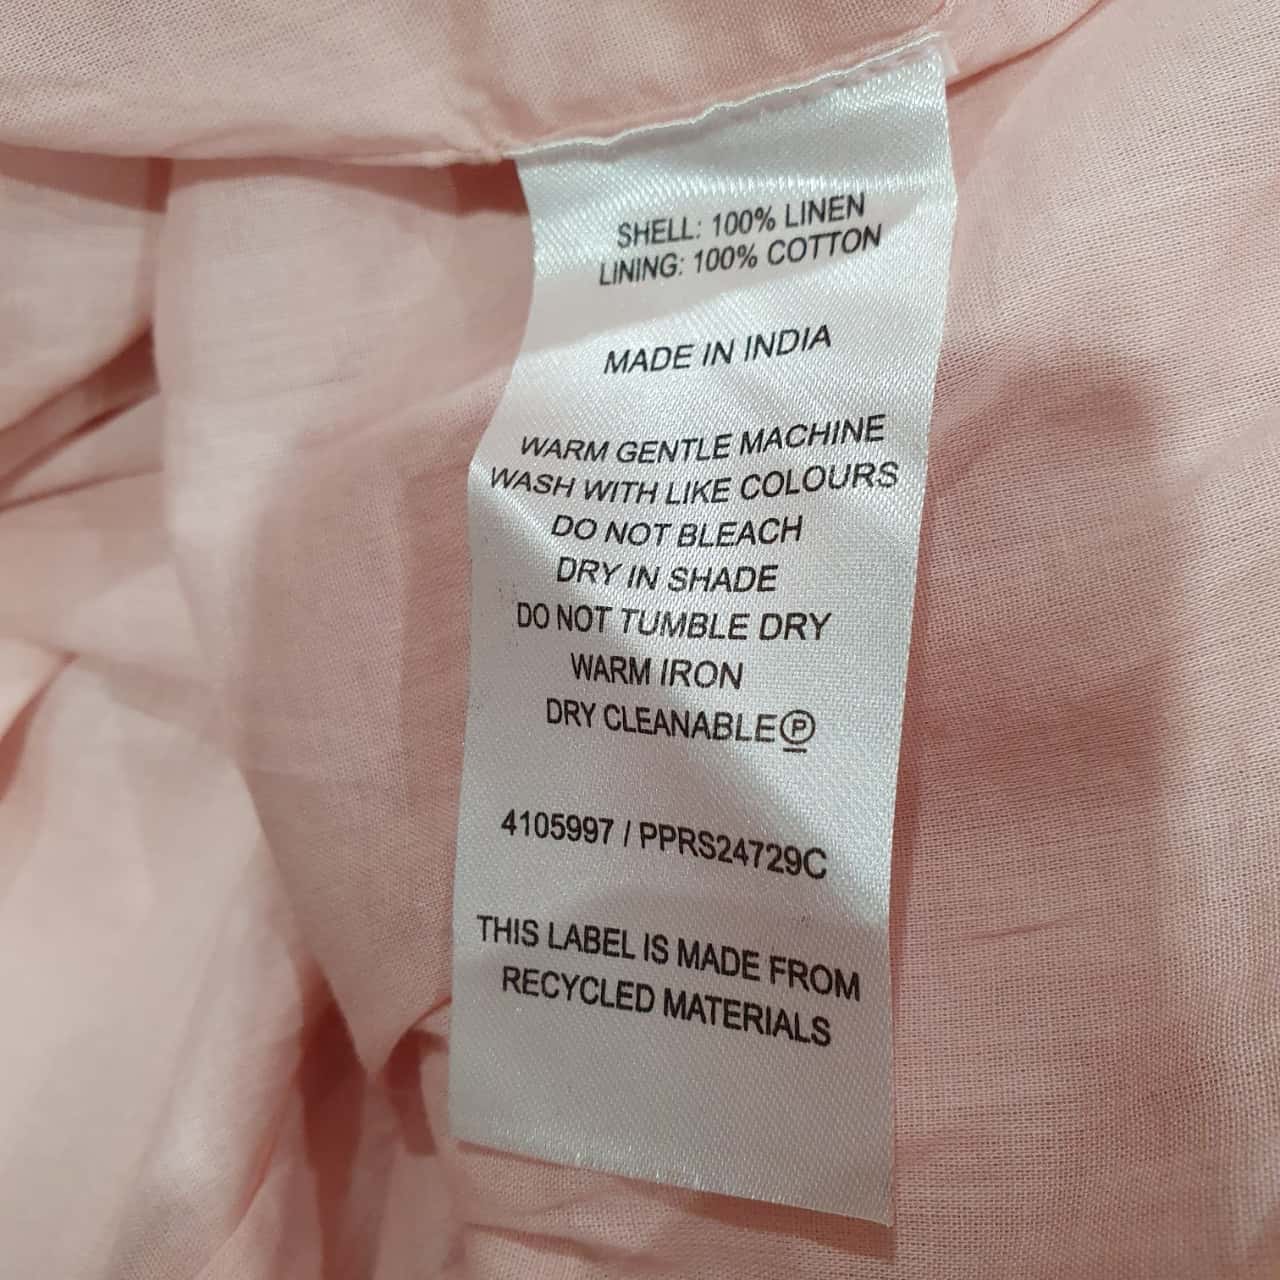 SHELL: 100% LINEN
LINING: 100% COTTON
MADE IN INDIA
WARM GENTLE MACHINE
WASH WITH LIKE COLOURS
DO NOT BLEACH
DRY IN SHADE
DO NOT TUMBLE DRY
WARM IRON
DRY CLEANABLE Ⓟ
4105997 / PPRS24729C
THIS LABEL IS MADE FROM
RECYCLED MATERIALS